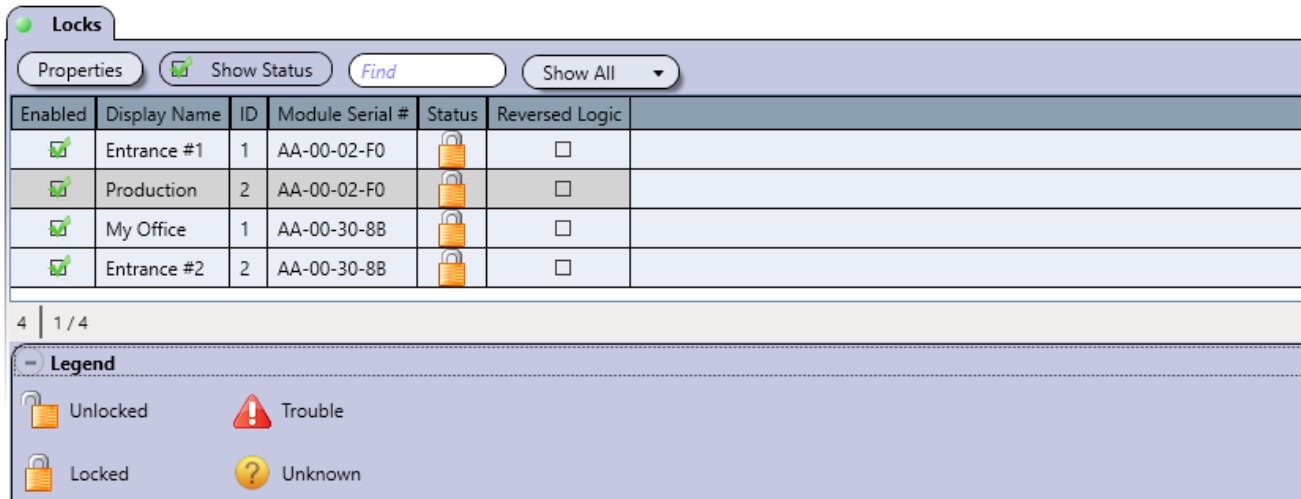 Locks
Properties Show Status Find Show All
Enabled Display Name ID Module Serial # Status Reversed Logic
Entrance #1 1 AA-00-02-F0
Production 2 AA-00-02-F0
My Office 1 AA-00-30-8B
Entrance #2 2 AA-00-30-8B
4 1 / 4
Legend
Unlocked Trouble
Locked ? Unknown